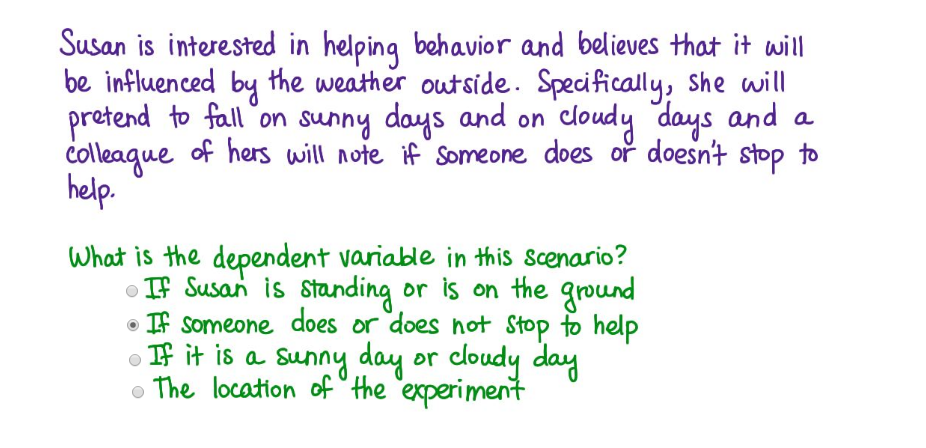 Susan is interested in helping behavior and believes that it will
be influenced by the weather outside. Specifically, she will
pretend to fall on sunny days and on cloudy days and a
colleague of hers will note if someone does or doesn't stop to
help.
What is the dependent variable in this scenario?
If Susan is standing or is on the ground
If someone does or does not stop to help
If it is a sunny day or cloudy day
The location of the experiment